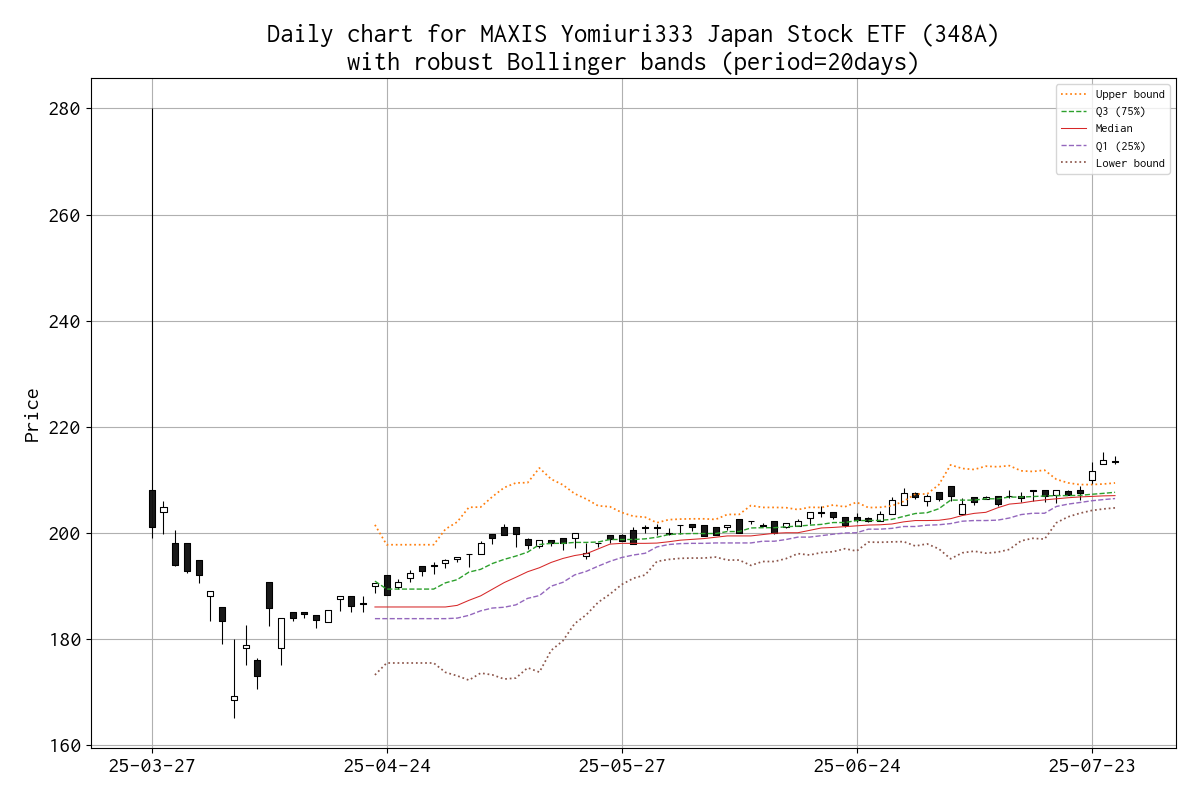 Daily chart for MAXIS Yomiuri333 Japan Stock ETF (348A)
with robust Bollinger bands (period=20days)
Upper bound
Q3 (75%)
Median
Q1 (25%)
Lower bound
Price
280
260
240
220
200
180
160
25-03-27
25-04-24
25-05-27
25-06-24
25-07-23